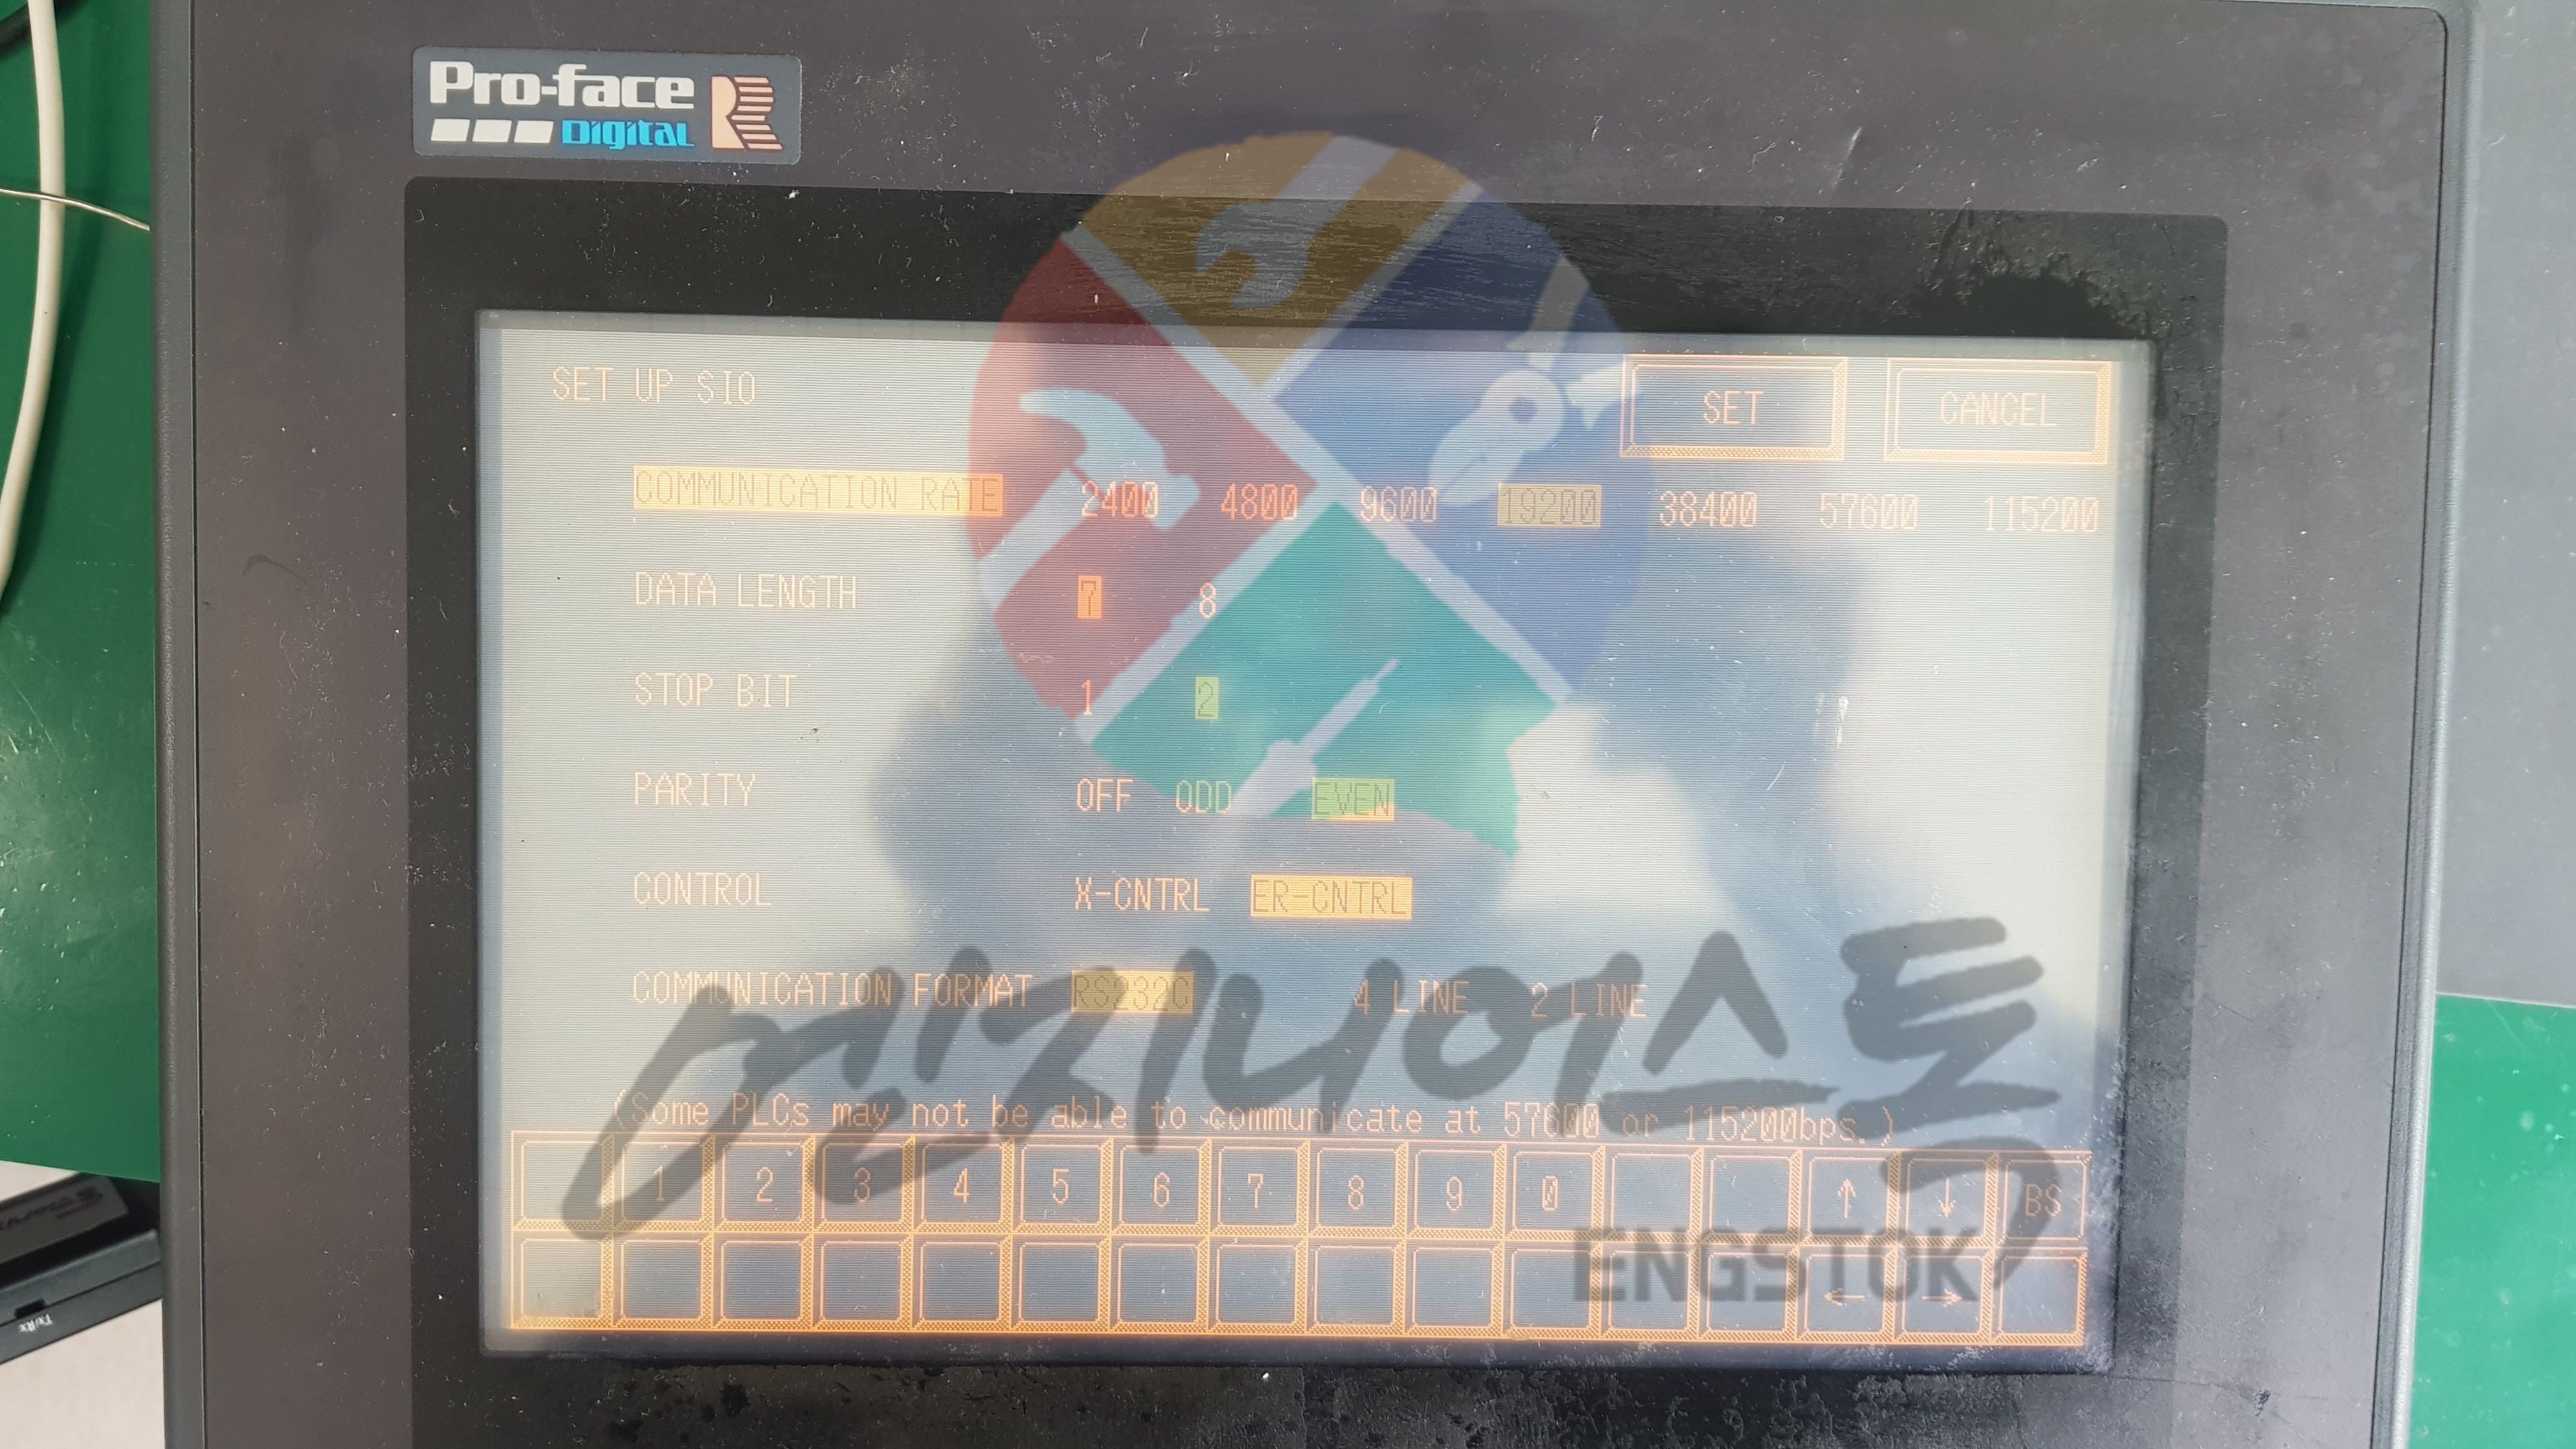 Pro-face
Digital
SET UP SIO
SET
CANCEL
COMMUNICATION RATE 2400 4800 9600 19200 38400 57600 115200
DATA LENGTH 7 8
STOP BIT 1 2
PARITY OFF ODD EVEN
CONTROL X-CNTRL ER-CNTRL
COMMUNICATION FORMAT RS232C 4 LINE 2 LINE
(Some PLCs may not be able to communicate at 57600 or 115200bps.)
1 2 3 4 5 6 7 8 9 0 ↑ ↓ BS
← →
엔지니어스톡
ENGSTOK
Tx/Rx